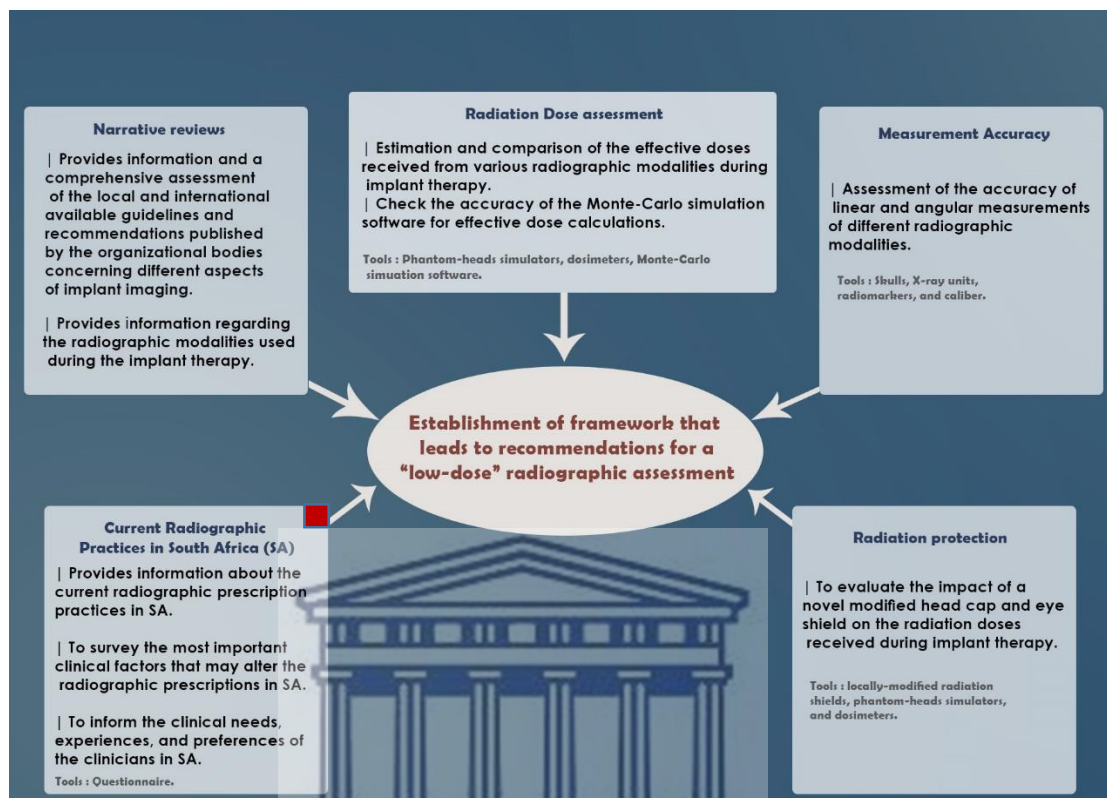 Narrative reviews
| Provides information and a
comprehensive assessment
of the local and international
available guidelines and
recommendations published
by the organizational bodies
concerning different aspects
of implant imaging.
| Provides information regarding
the radiographic modalities used
during the implant therapy.
Radiation Dose assessment
| Estimation and comparison of the effective doses
received from various radiographic modalities during
implant therapy.
| Check the accuracy of the Monte-Carlo simulation
software for effective dose calculations.
Tools : Phantom-heads simulators, dosimeters, Monte-Carlo
simuation software.
Measurement Accuracy
| Assessment of the accuracy of
linear and angular measurements
of different radiographic
modalities.
Tools : Skulls, X-ray units,
radiomarkers, and caliber.
Establishment of framework that
leads to recommendations for a
“low-dose” radiographic assessment
Current Radiographic
Practices in South Africa (SA)
| Provides information about the
current radiographic prescription
practices in SA.
| To survey the most important
clinical factors that may alter the
radiographic prescriptions in SA.
| To inform the clinical needs,
experiences, and preferences of
the clinicians in SA.
Tools : Questionnaire.
Radiation protection
| To evaluate the impact of a
novel modified head cap and eye
shield on the radiation doses
received during implant therapy.
Tools : locally-modified radiation
shields, phantom-heads simulators,
and dosimeters.